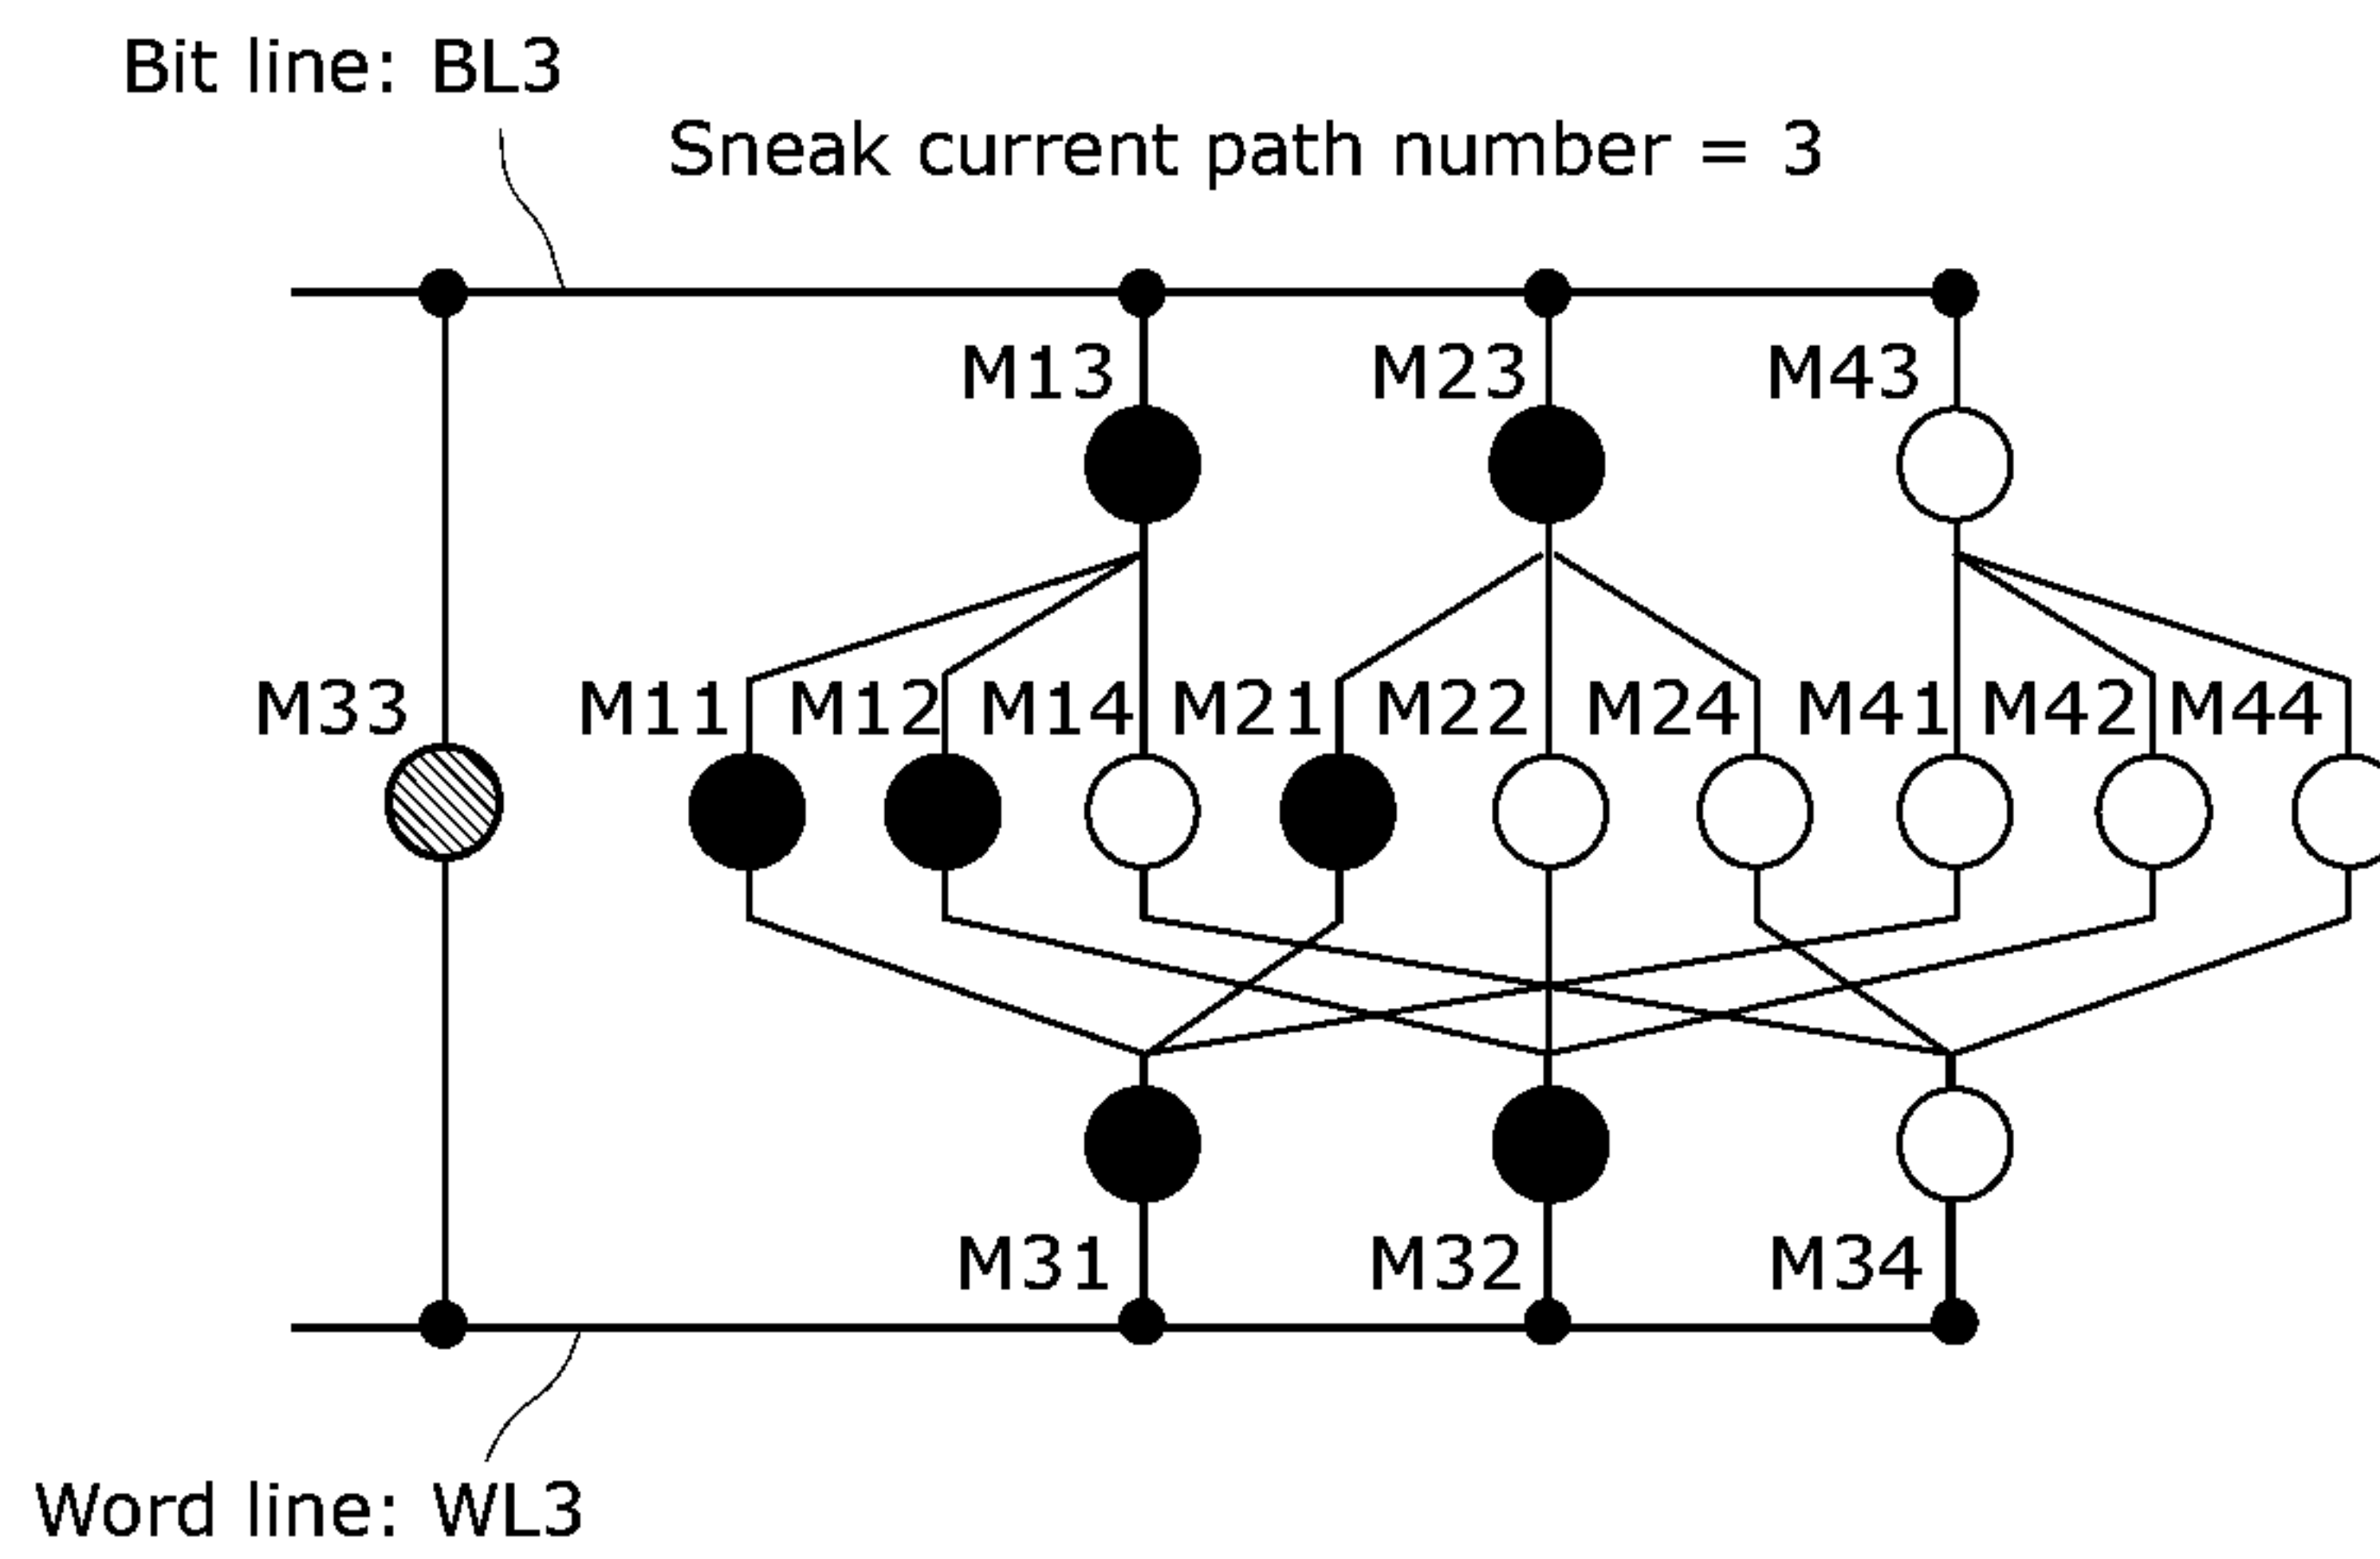 Bit line: BL3
Sneak current path number = 3
M13 M23 M43
M33 M11 M12 M14 M21 M22 M24 M41 M42 M44
M31 M32 M34
Word line: WL3